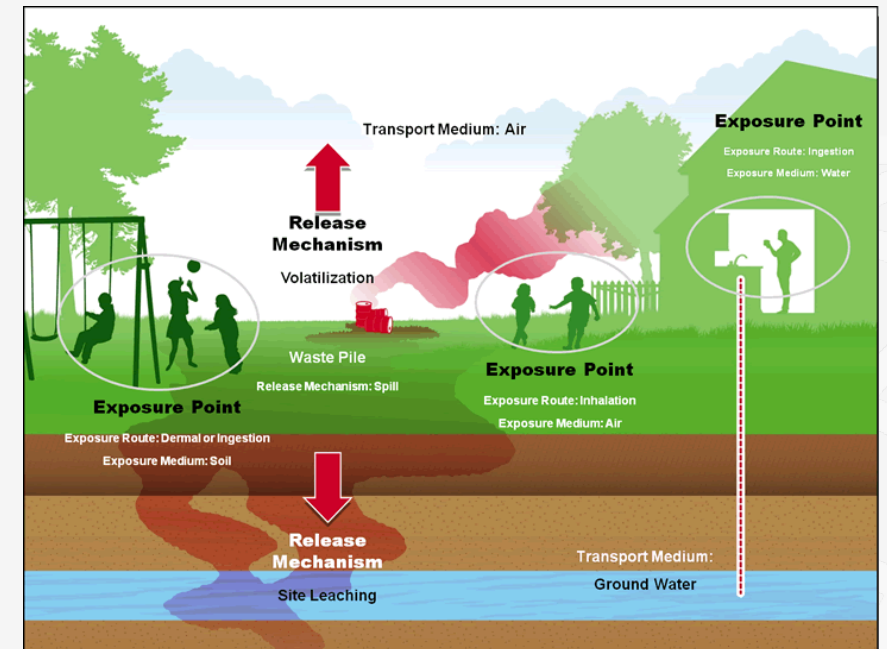 Transport Medium: Air
Exposure Point
Exposure Route: Ingestion
Exposure Medium: Water
Release
Mechanism
Volatilization
Waste Pile
Release Mechanism: Spill
Exposure Point
Exposure Route: Inhalation
Exposure Medium: Air
Exposure Point
Exposure Route: Dermal or Ingestion
Exposure Medium: Soil
Release
Mechanism
Site Leaching
Transport Medium:
Ground Water